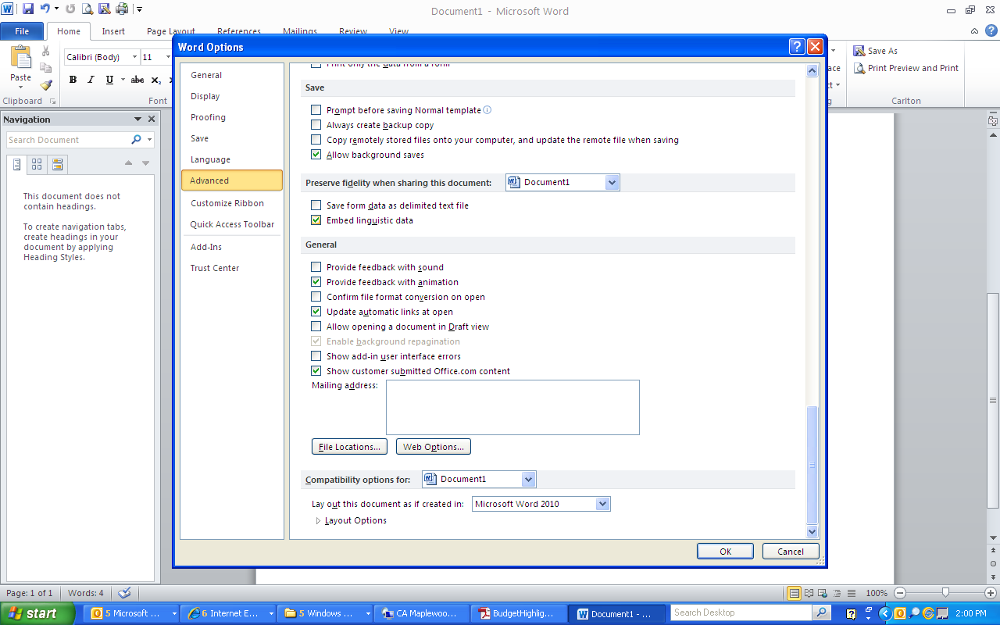 Document1 - Microsoft Word
File Home Insert Page Layout References Mailings Review View
Word Options
Calibri (Body) 11
Paste
B I U abc x
Clipboard
Font
Save As
Print Preview and Print
Carlton
Navigation
Search Document
This document does not
contain headings.
To create navigation tabs,
create headings in your
document by applying
Heading Styles.
General
Display
Proofing
Save
Language
Advanced
Customize Ribbon
Quick Access Toolbar
Add-Ins
Trust Center
Print only the data from a form
Save
Prompt before saving Normal template
Always create backup copy
Copy remotely stored files onto your computer, and update the remote file when saving
Allow background saves
Preserve fidelity when sharing this document: Document1
Save form data as delimited text file
Embed linguistic data
General
Provide feedback with sound
Provide feedback with animation
Confirm file format conversion on open
Update automatic links at open
Allow opening a document in Draft view
Enable background repagination
Show add-in user interface errors
Show customer submitted Office.com content
Mailing address:
File Locations... Web Options...
Compatibility options for: Document1
Lay out this document as if created in: Microsoft Word 2010
Layout Options
OK Cancel
Page: 1 of 1 Words: 4 100%
start 5 Microsoft ... 6 Internet E... 5 Windows ... CA Maplewoo... BudgetHighlig... Document1 - ... Search Desktop 2:00 PM